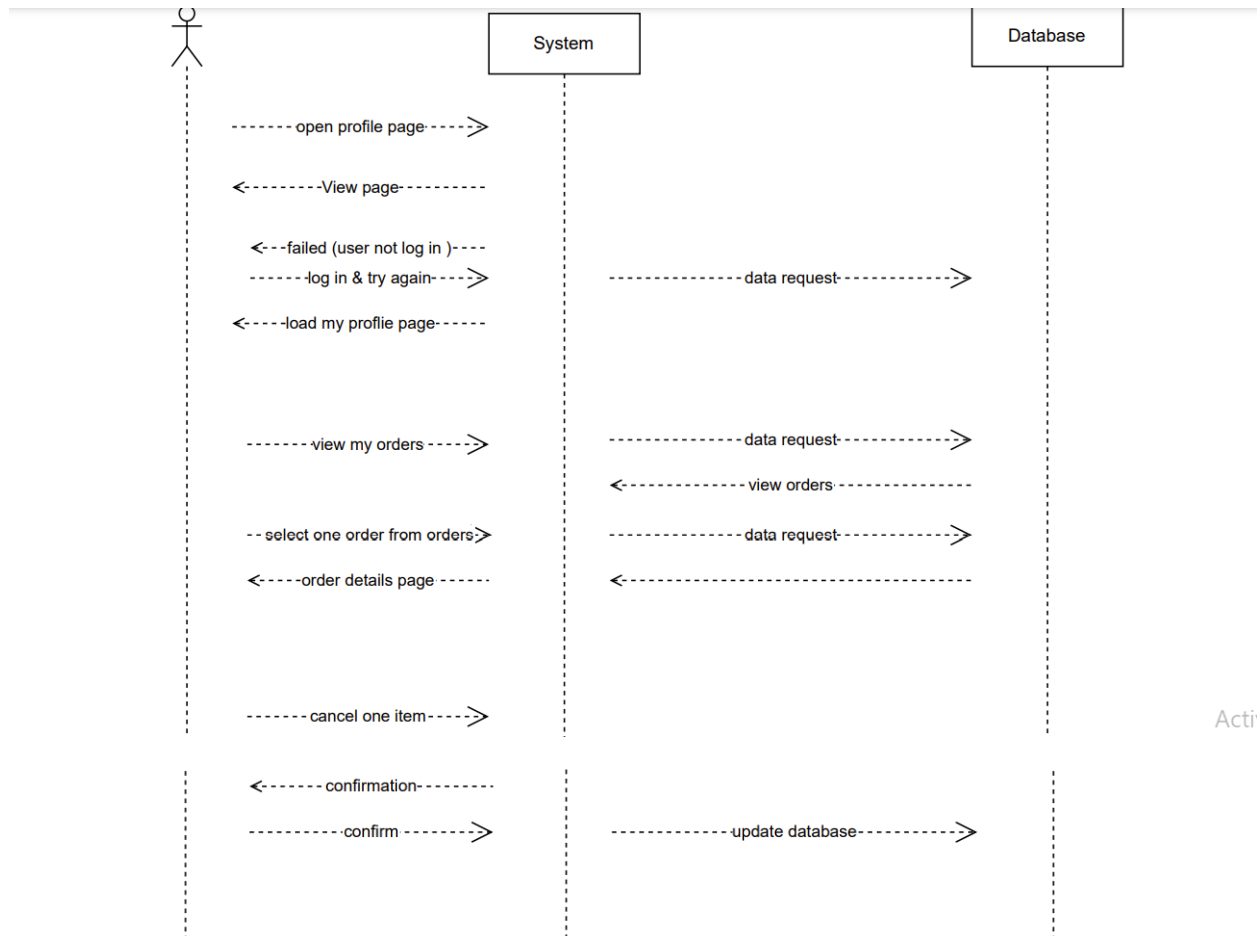 System
Database
open profile page
View page
failed (user not log in )
log in & try again
data request
load my proflie page
view my orders
data request
view orders
select one order from orders
data request
order details page
cancel one item
Activ
confirmation
confirm
update database